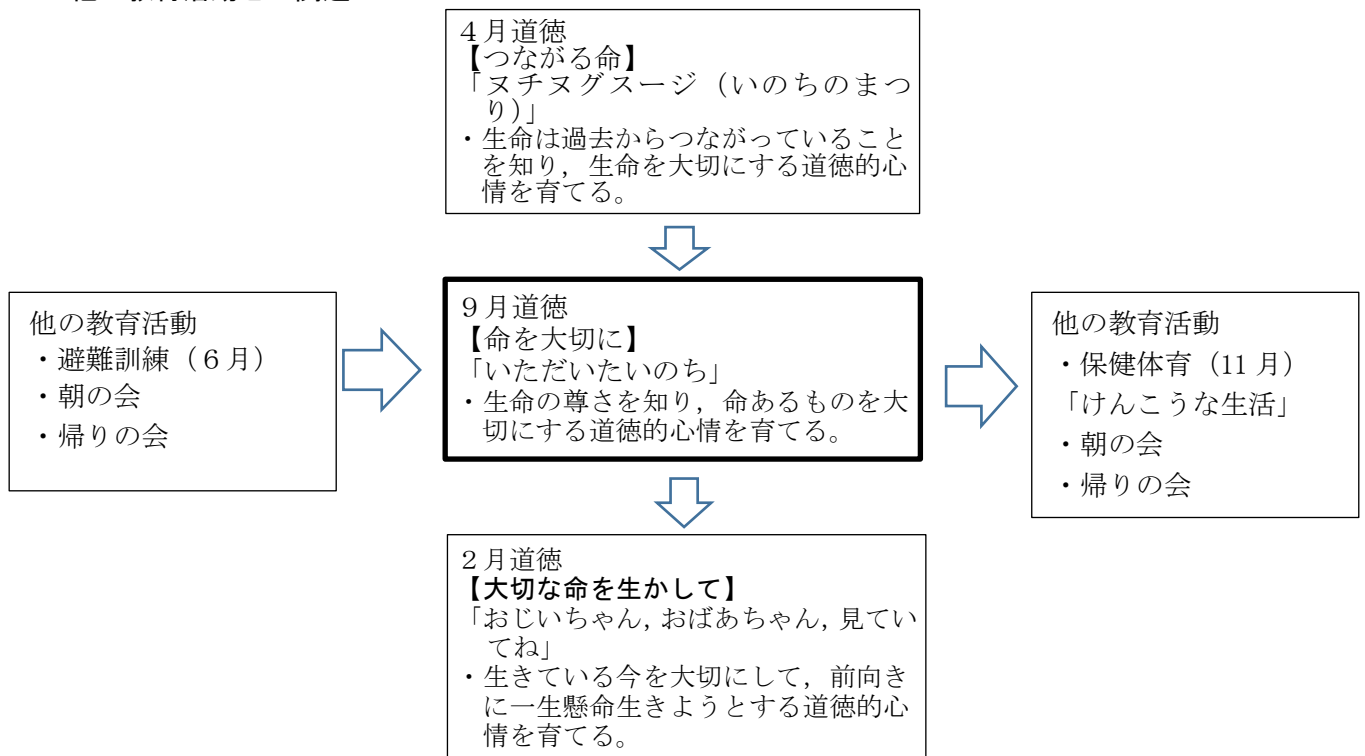 ４月道徳
【つながる命】
「ヌチヌグスージ（いのちのまつ
り）」
・生命は過去からつながっていること
を知り，生命を大切にする道徳的心
情を育てる。
他の教育活動
・避難訓練（６月）
・朝の会
・帰りの会
９月道徳
【命を大切に】
「いただいたいのち」
・生命の尊さを知り，命あるものを大
切にする道徳的心情を育てる。
他の教育活動
・保健体育（11 月）
「けんこうな生活」
・朝の会
・帰りの会
２月道徳
【大切な命を生かして】
「おじいちゃん，おばあちゃん，見てい
てね」
・生きている今を大切にして，前向き
に一生懸命生きようとする道徳的心
情を育てる。